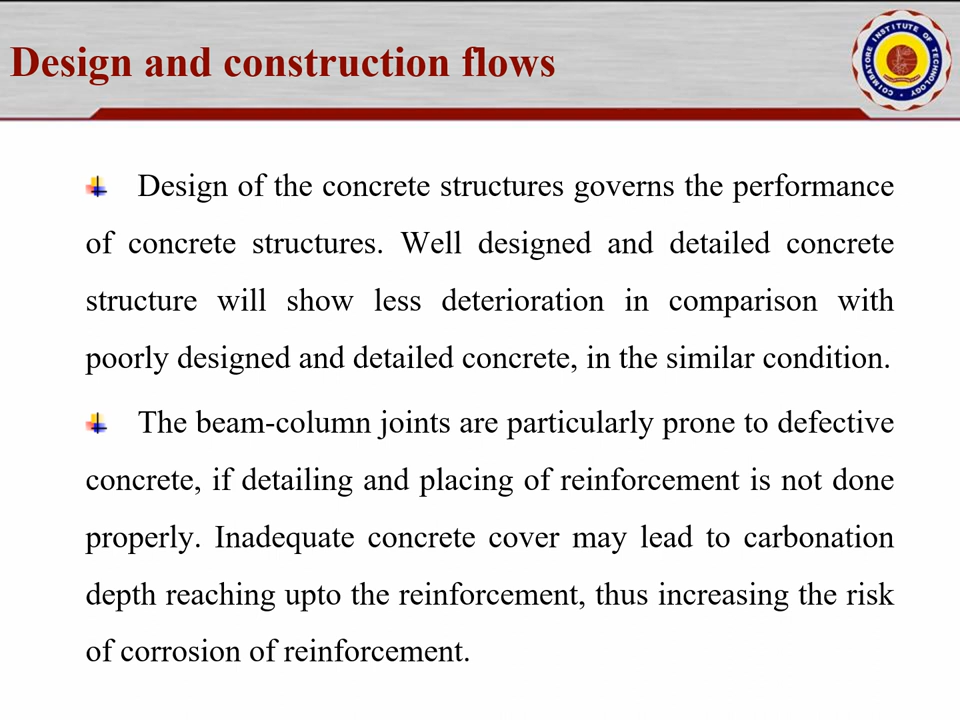 Design and construction flows
COIMBATORE INSTITUTE OF TECHNOLOGY
Design of the concrete structures governs the performance
of concrete structures. Well designed and detailed concrete
structure will show less deterioration in comparison with
poorly designed and detailed concrete, in the similar condition.
The beam-column joints are particularly prone to defective
concrete, if detailing and placing of reinforcement is not done
properly. Inadequate concrete cover may lead to carbonation
depth reaching upto the reinforcement, thus increasing the risk
of corrosion of reinforcement.